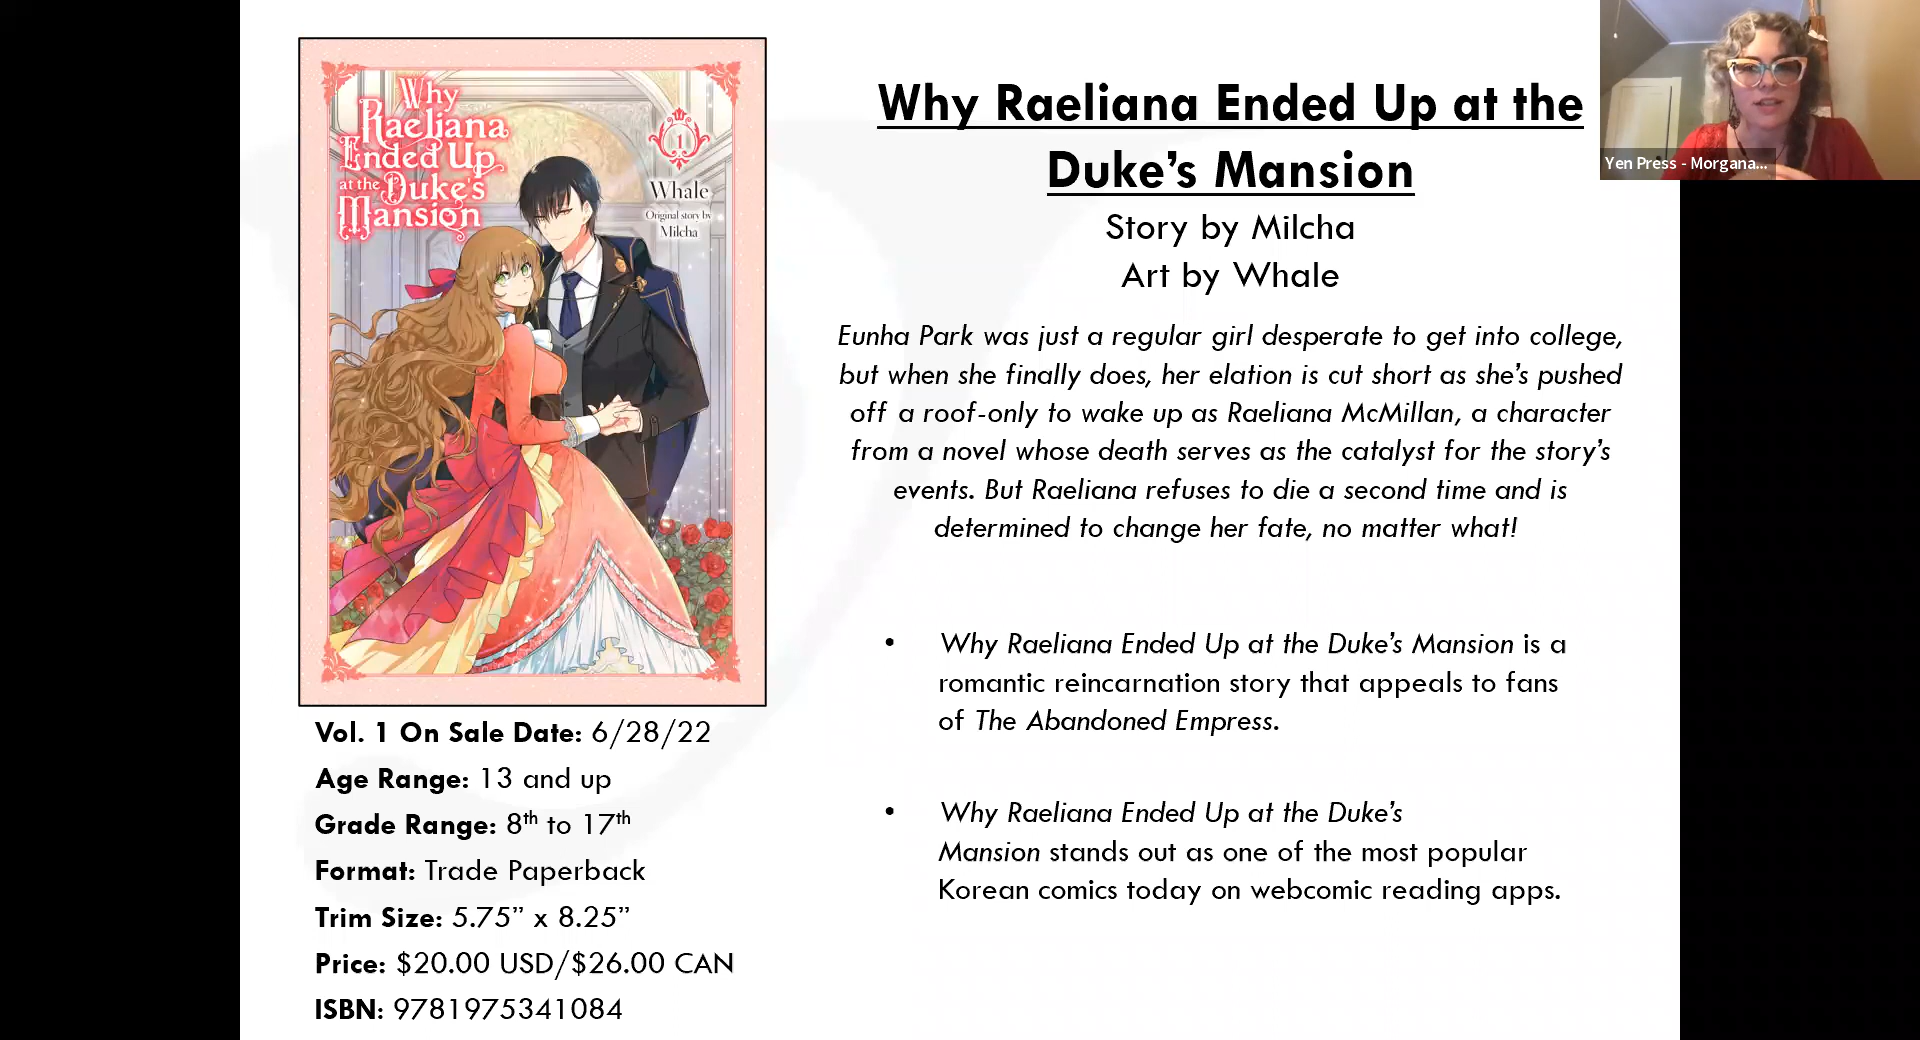 Why
Raeliana
Ended Up
at the Duke's
Mansion
1
Whale
Original story by
Milcha
Vol. 1 On Sale Date: 6/28/22
Age Range: 13 and up
Grade Range: 8th to 17th
Format: Trade Paperback
Trim Size: 5.75” x 8.25”
Price: $20.00 USD/$26.00 CAN
ISBN: 9781975341084
Why Raeliana Ended Up at the
Duke’s Mansion
Story by Milcha
Art by Whale
Eunha Park was just a regular girl desperate to get into college,
but when she finally does, her elation is cut short as she’s pushed
off a roof-only to wake up as Raeliana McMillan, a character
from a novel whose death serves as the catalyst for the story’s
events. But Raeliana refuses to die a second time and is
determined to change her fate, no matter what!
• Why Raeliana Ended Up at the Duke’s Mansion is a
romantic reincarnation story that appeals to fans
of The Abandoned Empress.
• Why Raeliana Ended Up at the Duke’s
Mansion stands out as one of the most popular
Korean comics today on webcomic reading apps.
Yen Press - Morgana...